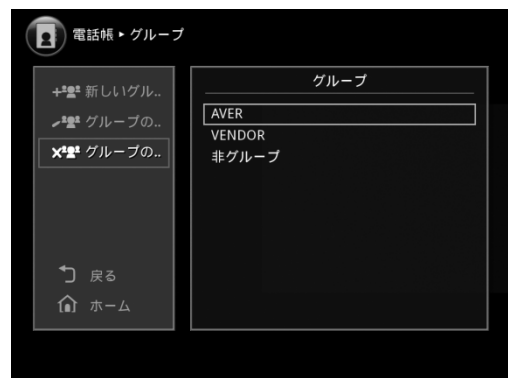 電話帳 ▸ グループ
新しいグル..
グループの..
グループの..
戻る
ホーム
グループ
AVER
VENDOR
非グループ